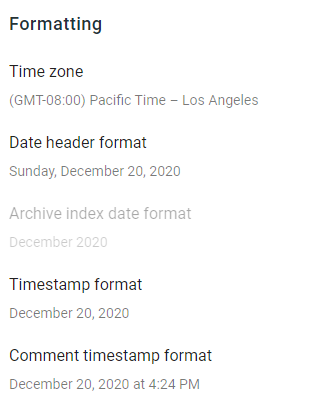 Formatting
Time zone
(GMT-08:00) Pacific Time – Los Angeles
Date header format
Sunday, December 20, 2020
Archive index date format
December 2020
Timestamp format
December 20, 2020
Comment timestamp format
December 20, 2020 at 4:24 PM